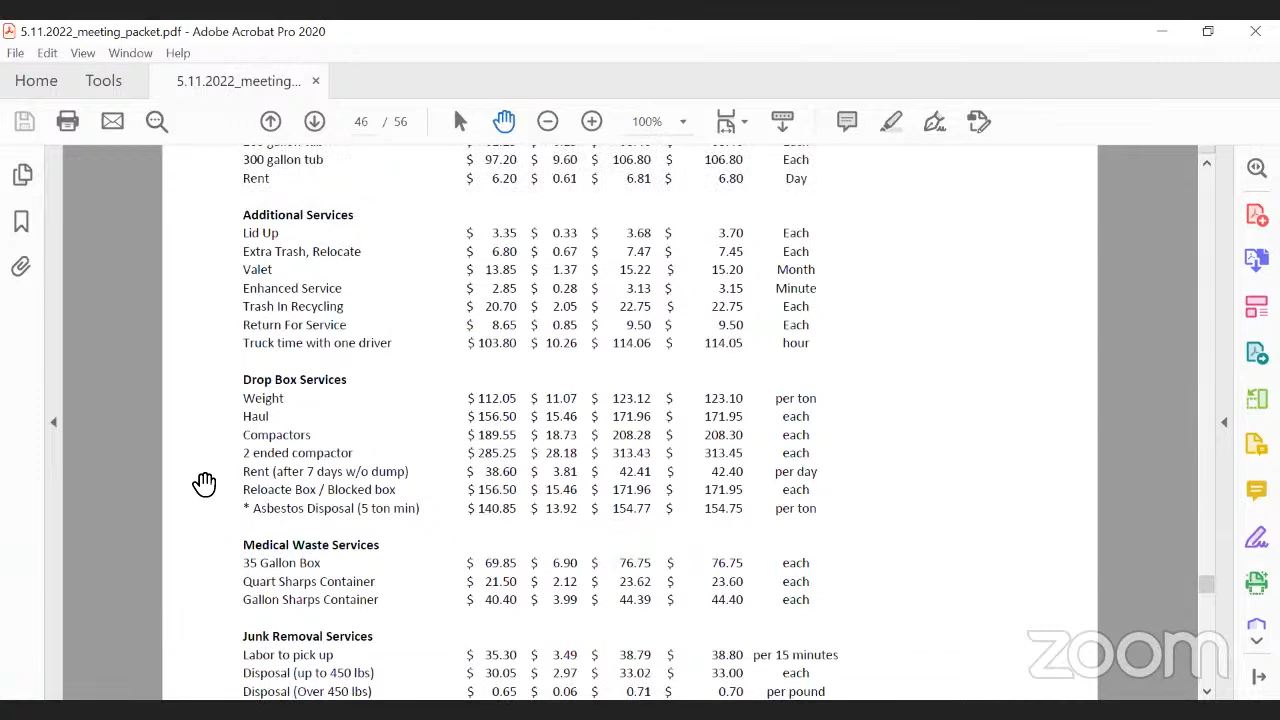 5.11.2022_meeting_packet.pdf - Adobe Acrobat Pro 2020
File Edit View Window Help
Home Tools 5.11.2022_meeting... ×
46 / 56 100%
300 gallon tub $ 97.20 $ 9.60 $ 106.80 $ 106.80 Each
Rent $ 6.20 $ 0.61 $ 6.81 $ 6.80 Day
Additional Services
Lid Up $ 3.35 $ 0.33 $ 3.68 $ 3.70 Each
Extra Trash, Relocate $ 6.80 $ 0.67 $ 7.47 $ 7.45 Each
Valet $ 13.85 $ 1.37 $ 15.22 $ 15.20 Month
Enhanced Service $ 2.85 $ 0.28 $ 3.13 $ 3.15 Minute
Trash In Recycling $ 20.70 $ 2.05 $ 22.75 $ 22.75 Each
Return For Service $ 8.65 $ 0.85 $ 9.50 $ 9.50 Each
Truck time with one driver $ 103.80 $ 10.26 $ 114.06 $ 114.05 hour
Drop Box Services
Weight $ 112.05 $ 11.07 $ 123.12 $ 123.10 per ton
Haul $ 156.50 $ 15.46 $ 171.96 $ 171.95 each
Compactors $ 189.55 $ 18.73 $ 208.28 $ 208.30 each
2 ended compactor $ 285.25 $ 28.18 $ 313.43 $ 313.45 each
Rent (after 7 days w/o dump) $ 38.60 $ 3.81 $ 42.41 $ 42.40 per day
Reloacte Box / Blocked box $ 156.50 $ 15.46 $ 171.96 $ 171.95 each
* Asbestos Disposal (5 ton min) $ 140.85 $ 13.92 $ 154.77 $ 154.75 per ton
Medical Waste Services
35 Gallon Box $ 69.85 $ 6.90 $ 76.75 $ 76.75 each
Quart Sharps Container $ 21.50 $ 2.12 $ 23.62 $ 23.60 each
Gallon Sharps Container $ 40.40 $ 3.99 $ 44.39 $ 44.40 each
Junk Removal Services
Labor to pick up $ 35.30 $ 3.49 $ 38.79 $ 38.80 per 15 minutes
Disposal (up to 450 lbs) $ 30.05 $ 2.97 $ 33.02 $ 33.00 each
Disposal (Over 450 lbs) $ 0.65 $ 0.06 $ 0.71 $ 0.70 per pound
zoom